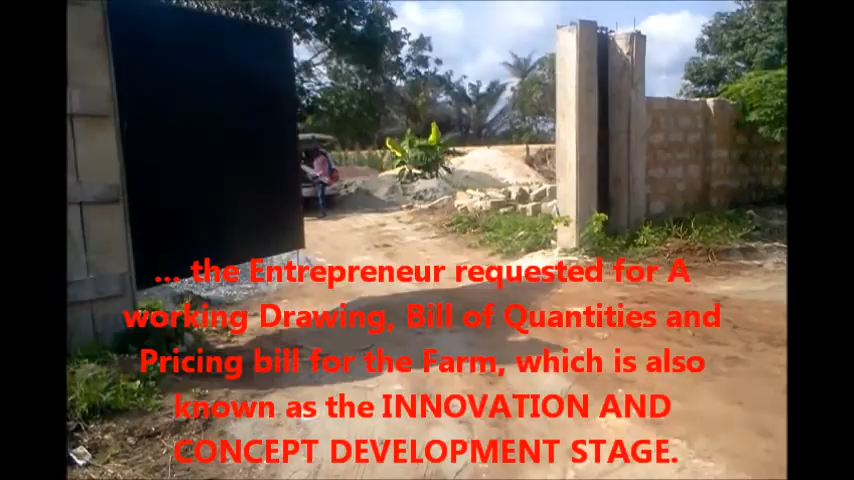 ... the Entrepreneur requested for A
working Drawing, Bill of Quantities and
Pricing bill for the Farm, which is also
known as the INNOVATION AND
CONCEPT DEVELOPMENT STAGE.